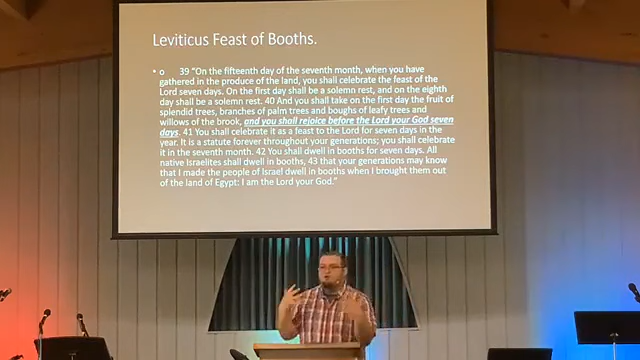 Leviticus Feast of Booths.
• o 39 "On the fifteenth day of the seventh month, when you have
gathered in the produce of the land, you shall celebrate the feast of the
Lord seven days. On the first day shall be a solemn rest, and on the eighth
day shall be a solemn rest. 40 And you shall take on the first day the fruit of
splendid trees, branches of palm trees and boughs of leafy trees and
willows of the brook, and you shall rejoice before the Lord your God seven
days. 41 You shall celebrate it as a feast to the Lord for seven days in the
year. It is a statute forever throughout your generations; you shall celebrate
it in the seventh month. 42 You shall dwell in booths for seven days. All
native Israelites shall dwell in booths, 43 that your generations may know
that I made the people of Israel dwell in booths when I brought them out
of the land of Egypt: I am the Lord your God."